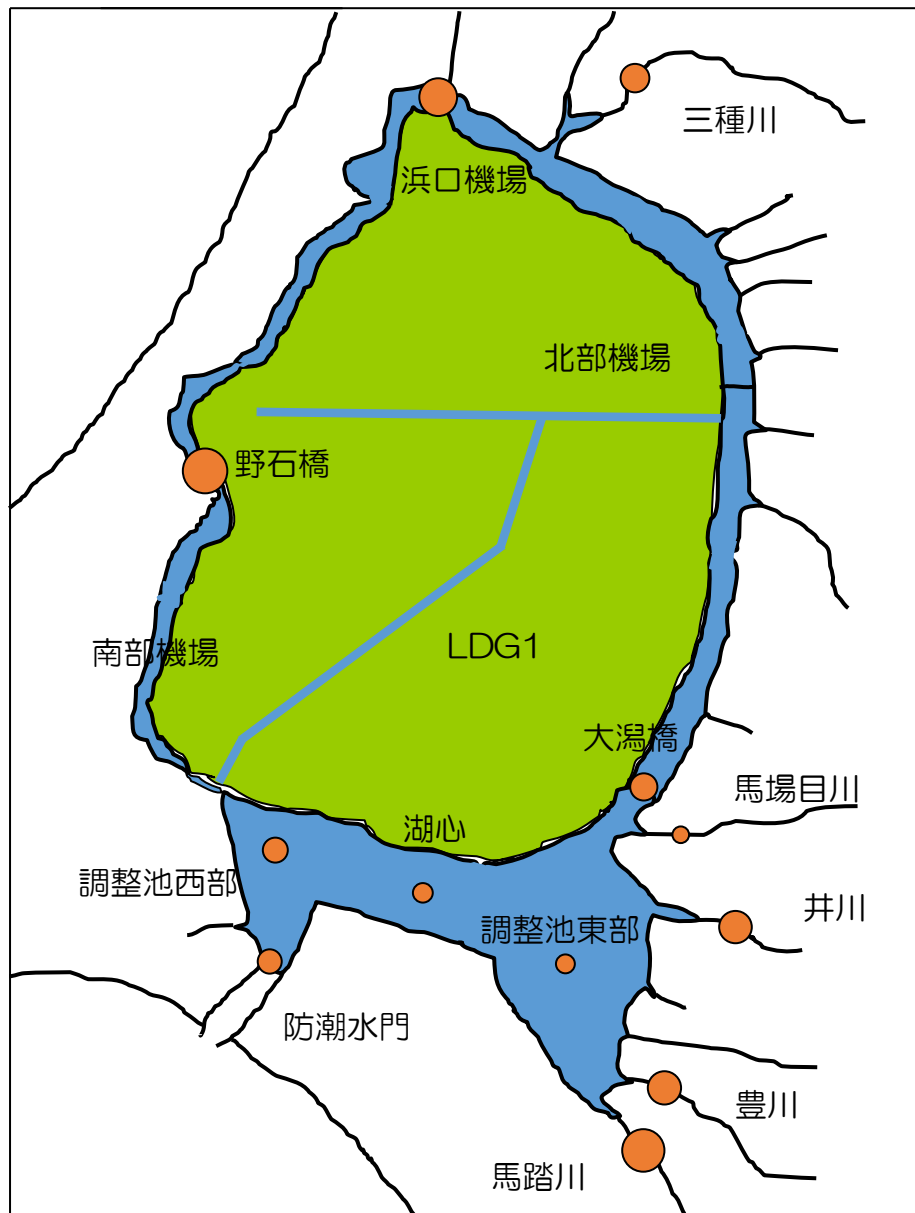 三種川
浜口機場
北部機場
野石橋
LDG1
南部機場
大潟橋
馬場目川
湖心
調整池西部
井川
調整池東部
防潮水門
豊川
馬踏川